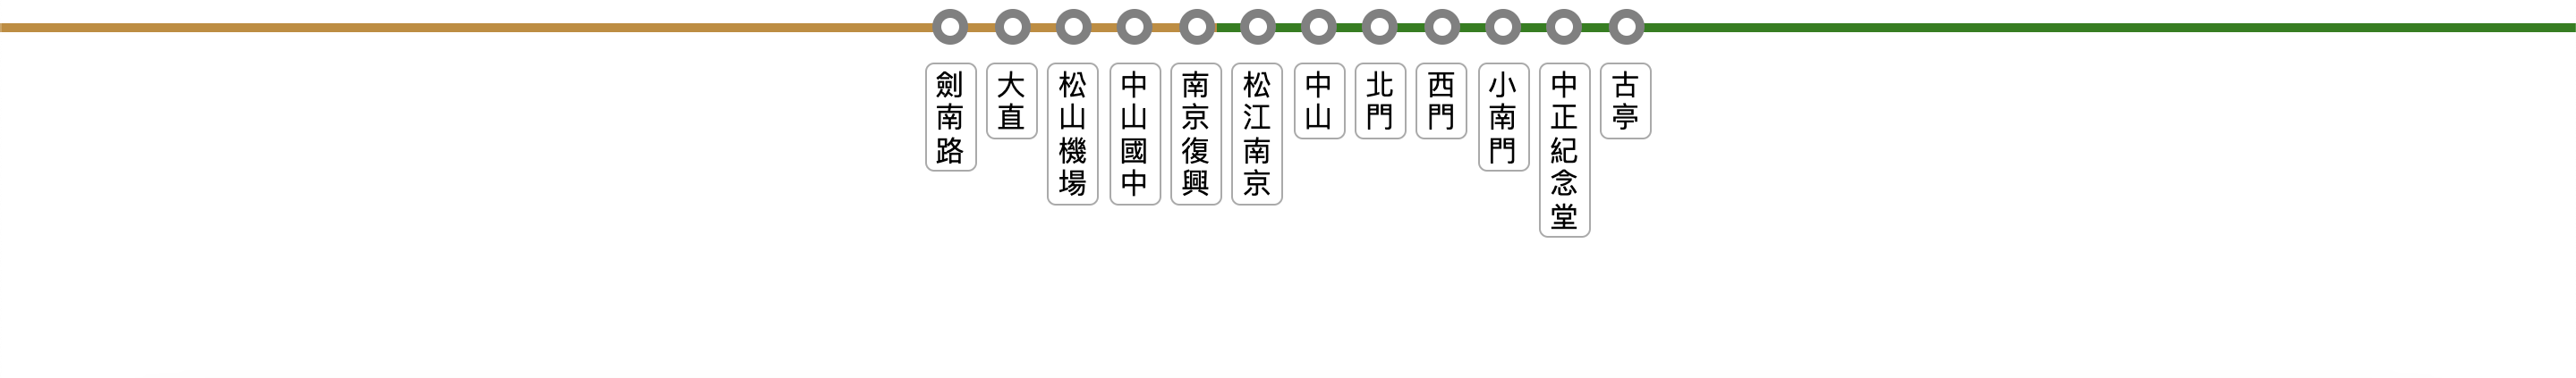 劍南路
大直
松山機場
中山國中
南京復興
松江南京
中山
北門
西門
小南門
中正紀念堂
古亭